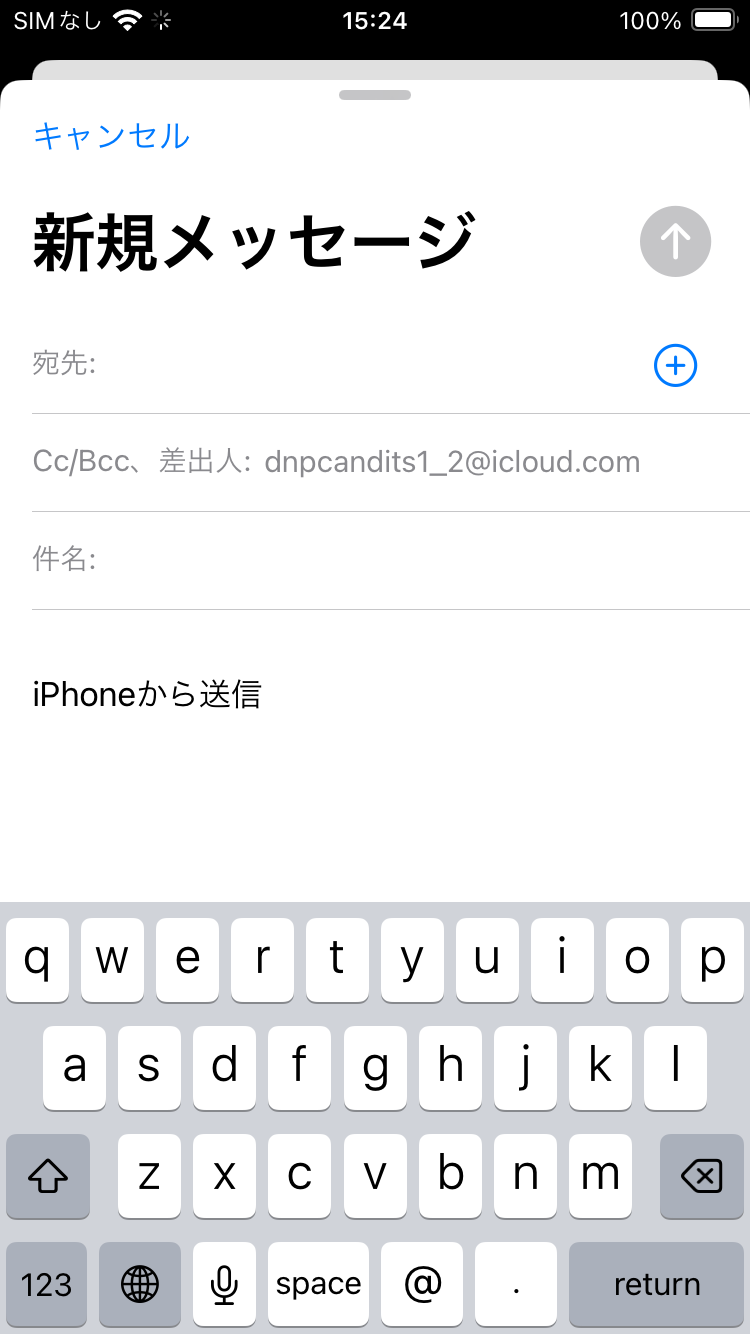 SIMなし 15:24 100%
キャンセル
新規メッセージ
宛先:
Cc/Bcc、差出人: dnpcandits1_2@icloud.com
件名:
iPhoneから送信
q w e r t y u i o p
a s d f g h j k l
z x c v b n m
123 space @ . return